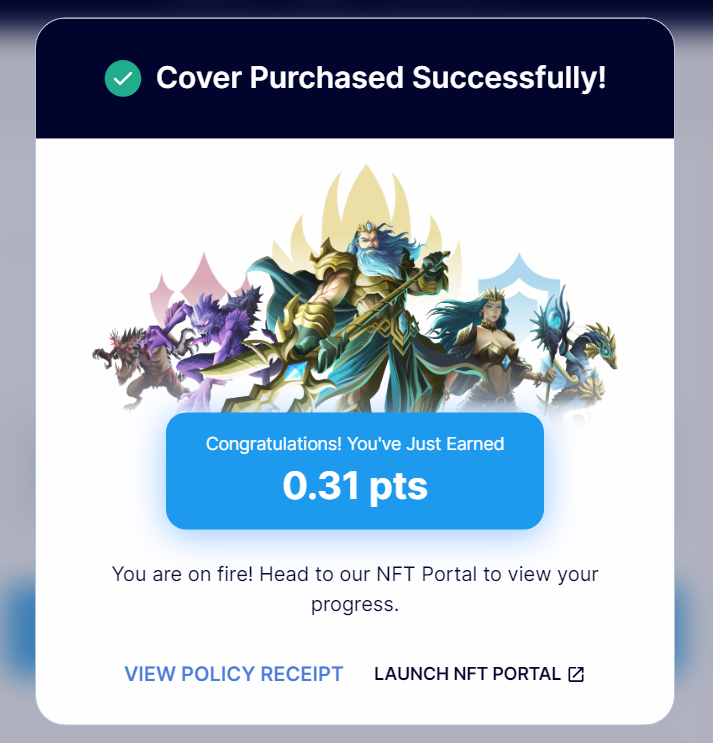 Cover Purchased Successfully!
Congratulations! You've Just Earned
0.31 pts
You are on fire! Head to our NFT Portal to view your
progress.
VIEW POLICY RECEIPT
LAUNCH NFT PORTAL